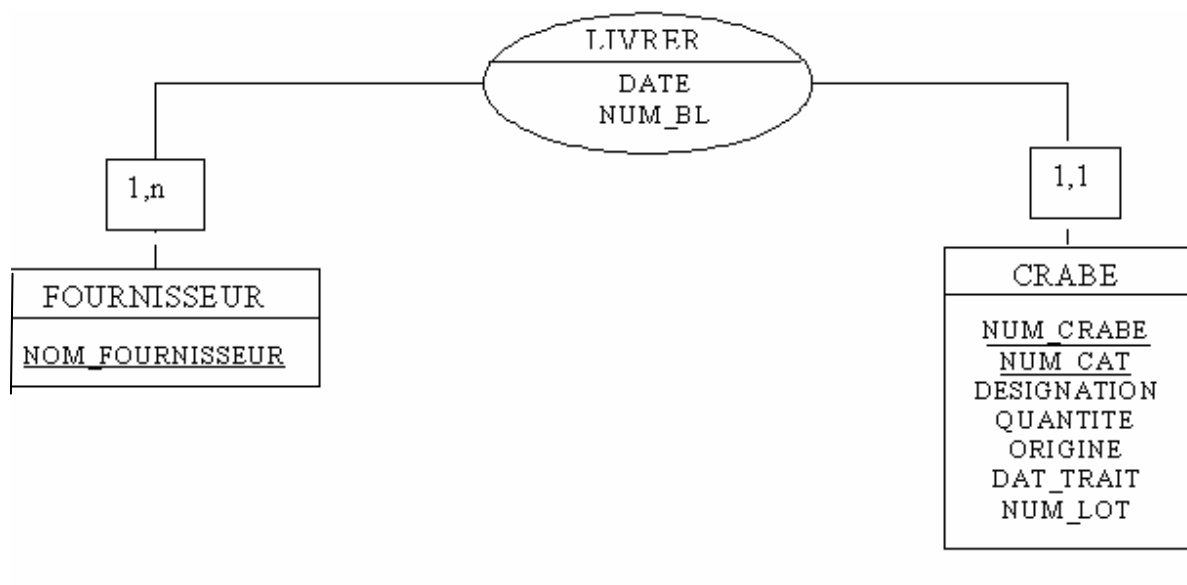 LIVRER
DATE
NUM_BL
1,n
1,1
FOURNISSEUR
NOM_FOURNISSEUR
CRABE
NUM_CRABE
NUM_CAT
DESIGNATION
QUANTITE
ORIGINE
DAT_TRAIT
NUM_LOT